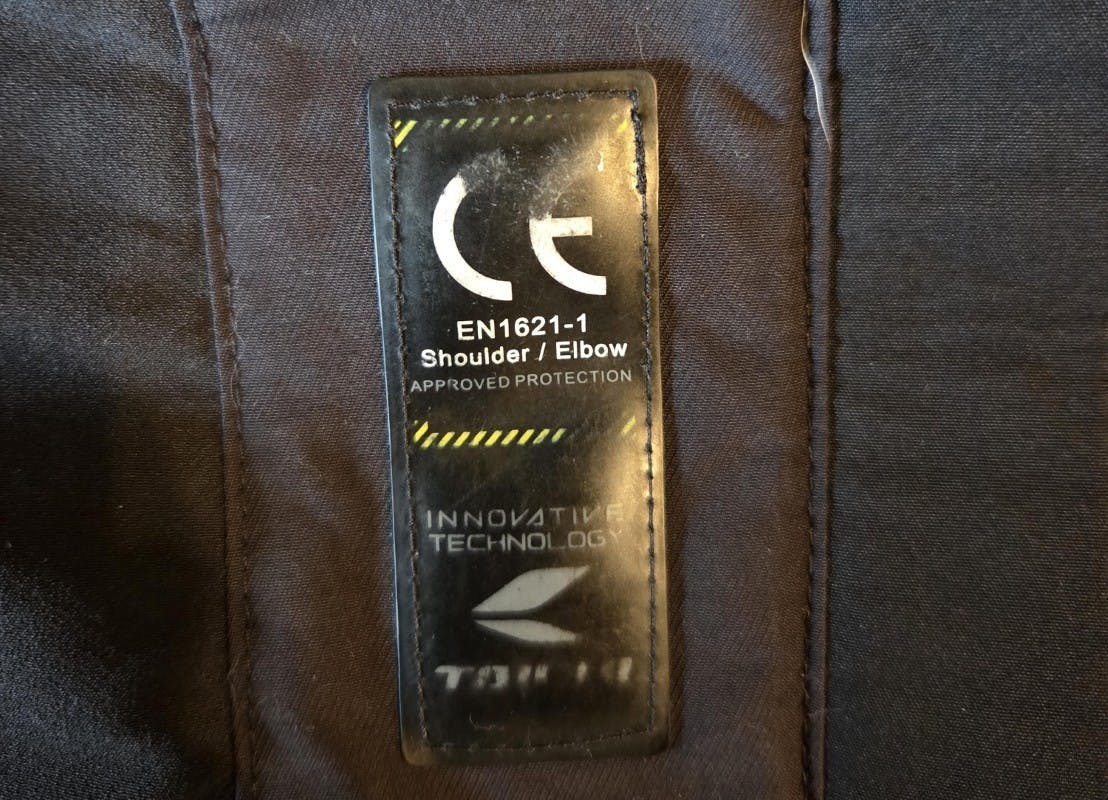 CE
EN1621-1
Shoulder / Elbow
APPROVED PROTECTION
INNOVATIVE
TECHNOLOGY